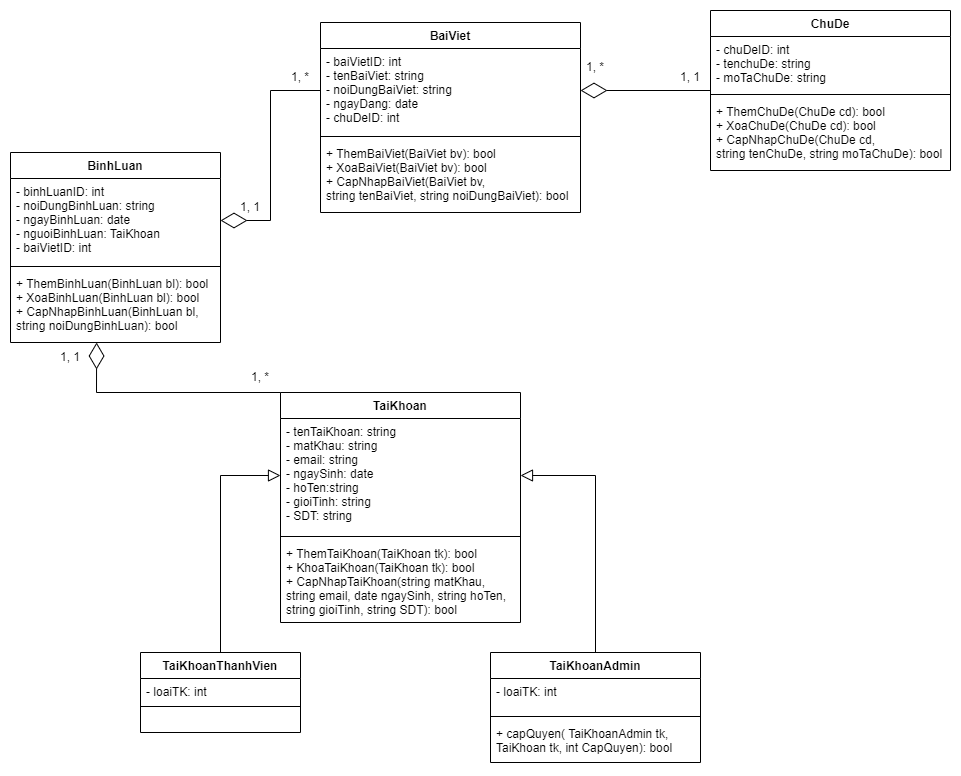 ChuDe
- chuDeID: int
- tenchuDe: string
- moTaChuDe: string
+ ThemChuDe(ChuDe cd): bool
+ XoaChuDe(ChuDe cd): bool
+ CapNhapChuDe(ChuDe cd,
string tenChuDe, string moTaChuDe): bool
BaiViet
- baiVietID: int
- tenBaiViet: string
- noiDungBaiViet: string
- ngayDang: date
- chuDeID: int
+ ThemBaiViet(BaiViet bv): bool
+ XoaBaiViet(BaiViet bv): bool
+ CapNhapBaiViet(BaiViet bv,
string tenBaiViet, string noiDungBaiViet): bool
1, *
1, 1
1, *
1, 1
BinhLuan
- binhLuanID: int
- noiDungBinhLuan: string
- ngayBinhLuan: date
- nguoiBinhLuan: TaiKhoan
- baiVietID: int
+ ThemBinhLuan(BinhLuan bl): bool
+ XoaBinhLuan(BinhLuan bl): bool
+ CapNhapBinhLuan(BinhLuan bl,
string noiDungBinhLuan): bool
1, 1
1, *
TaiKhoan
- tenTaiKhoan: string
- matKhau: string
- email: string
- ngaySinh: date
- hoTen:string
- gioiTinh: string
- SDT: string
+ ThemTaiKhoan(TaiKhoan tk): bool
+ KhoaTaiKhoan(TaiKhoan tk): bool
+ CapNhapTaiKhoan(string matKhau,
string email, date ngaySinh, string hoTen,
string gioiTinh, string SDT): bool
TaiKhoanThanhVien
- loaiTK: int
TaiKhoanAdmin
- loaiTK: int
+ capQuyen( TaiKhoanAdmin tk,
TaiKhoan tk, int CapQuyen): bool